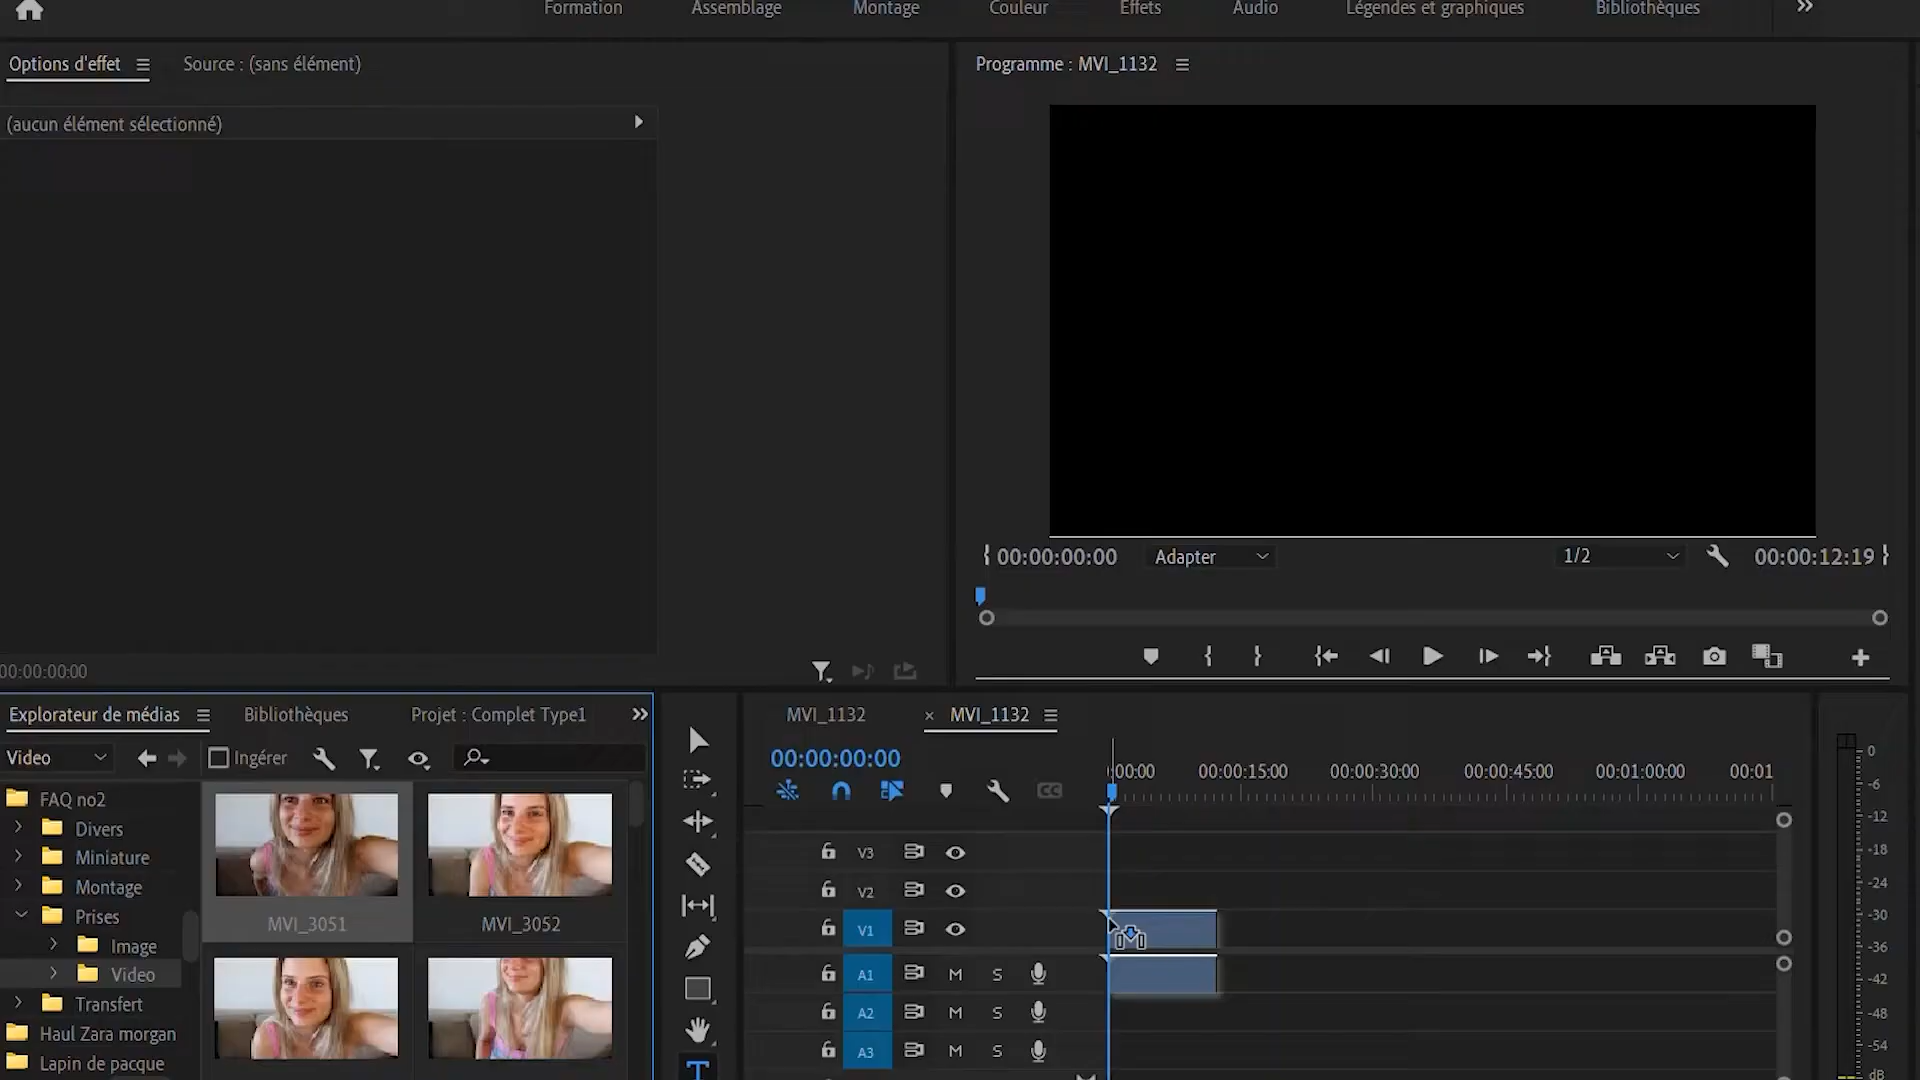 Formation Assemblage Montage Couleur Effets Audio Légendes et graphiques Bibliothèques
Options d'effet Source : (sans élément)
(aucun élément sélectionné)
00:00:00:00
Programme : MVI_1132
00:00:00:00 Adapter 1/2 00:00:12:19
Explorateur de médias Bibliothèques Projet : Complet Type1
Video Ingérer
FAQ no2
Divers
Miniature
Montage
Prises
Image
Video
Transfert
Haul Zara morgan
Lapin de pacque
MVI_3051 MVI_3052
MVI_1132 × MVI_1132
00:00:00:00
:00:00 00:00:15:00 00:00:30:00 00:00:45:00 00:01:00:00 00:01
CC
V3
V2
V1
A1 M S
A2 M S
A3 M S
T
0
-6
-12
-18
-24
-30
-36
-42
-48
-54
dB